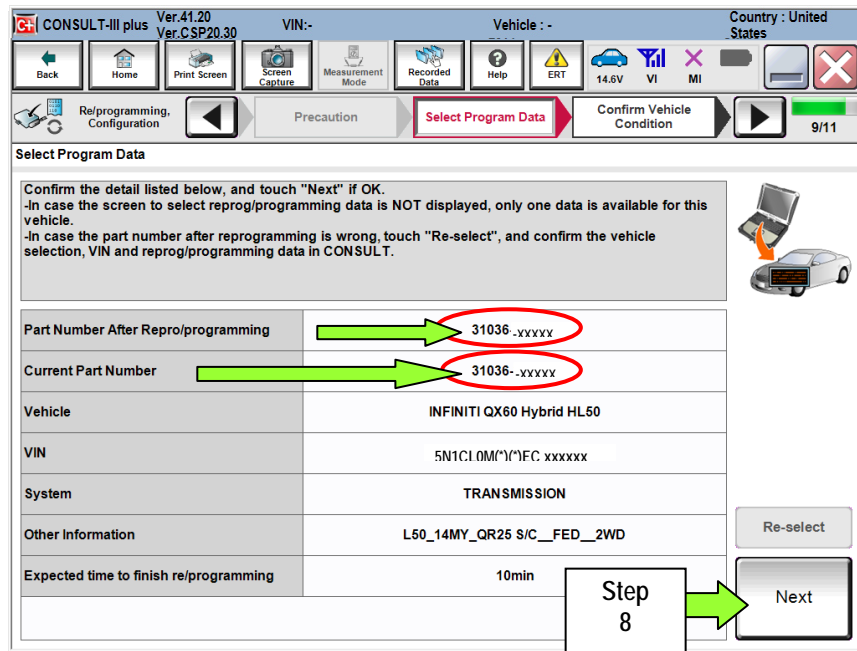 C+ CONSULT-III plus Ver.41.20 VIN:- Vehicle : - Country : United
Ver.CSP20.30 States
Back Home Print Screen Screen Capture Measurement Mode Recorded Data Help ERT 14.6V VI MI
Re/programming, Configuration Precaution Select Program Data Confirm Vehicle Condition 9/11
Select Program Data
Confirm the detail listed below, and touch "Next" if OK.
-In case the screen to select reprog/programming data is NOT displayed, only one data is available for this
vehicle.
-In case the part number after reprogramming is wrong, touch "Re-select", and confirm the vehicle
selection, VIN and reprog/programming data in CONSULT.
Part Number After Repro/programming 31036-.xxxxx
Current Part Number 31036-.xxxxx
Vehicle INFINITI QX60 Hybrid HL50
VIN 5N1CL0M(*)(*)EC xxxxxx
System TRANSMISSION
Other Information L50_14MY_QR25 S/C__FED__2WD
Re-select
Expected time to finish re/programming 10min
Step
8
Next